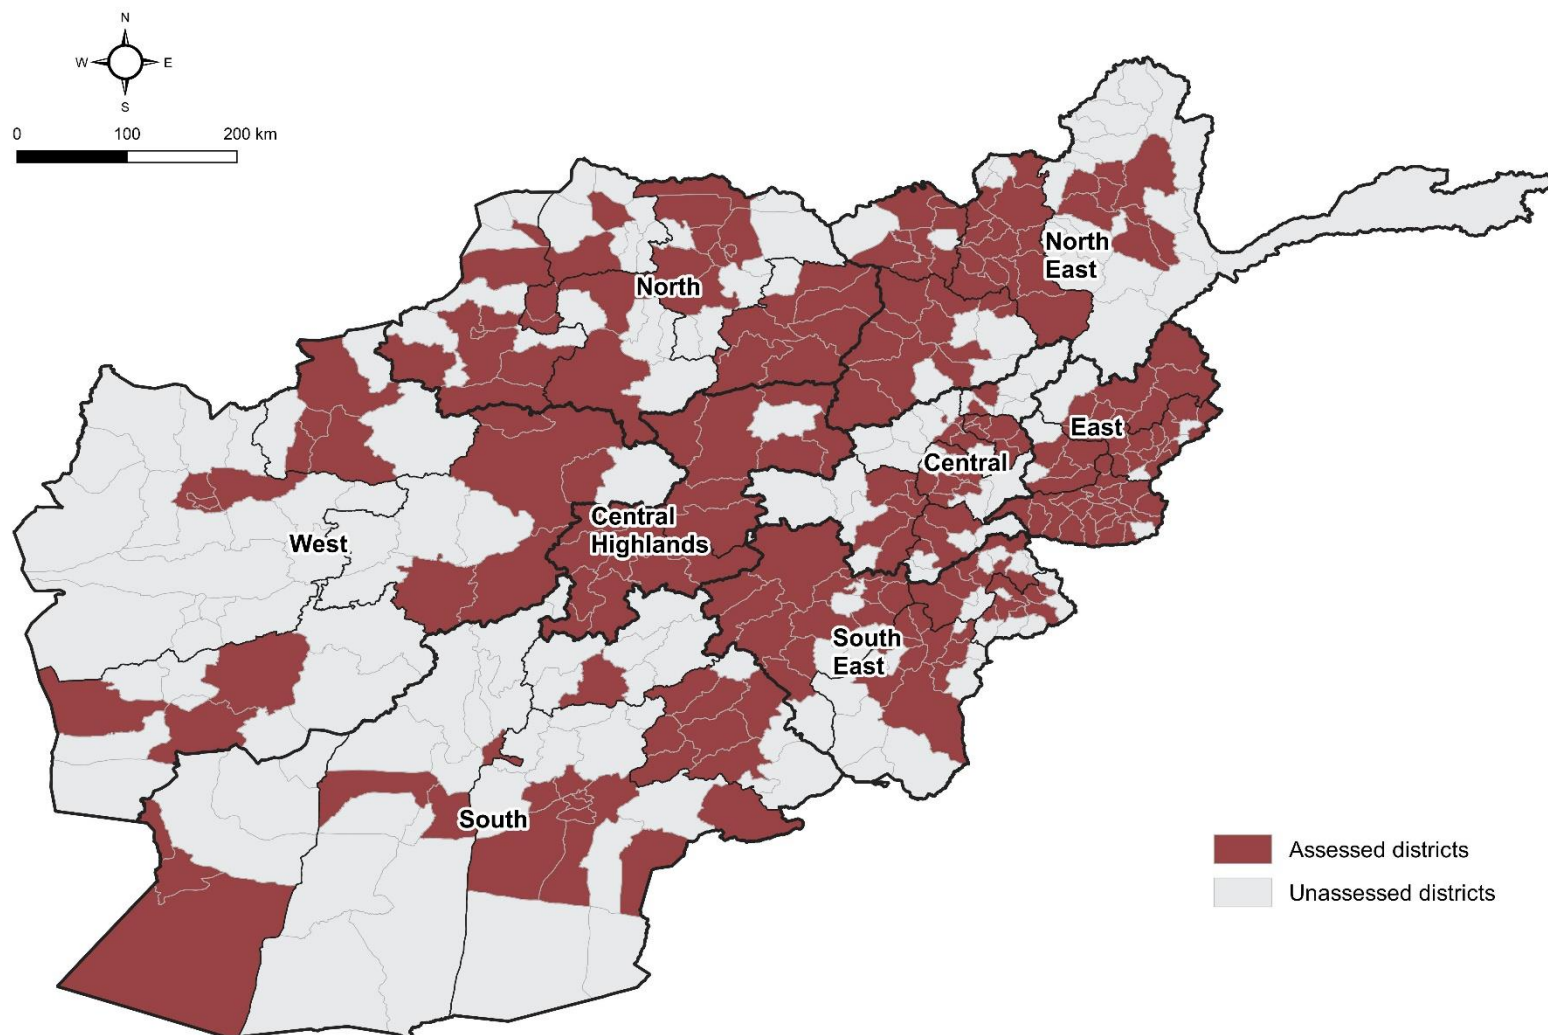 N
W E
S
0 100 200 km
North
East
North
East
Central
Central
Highlands
West
South
East
South
Assessed districts
Unassessed districts